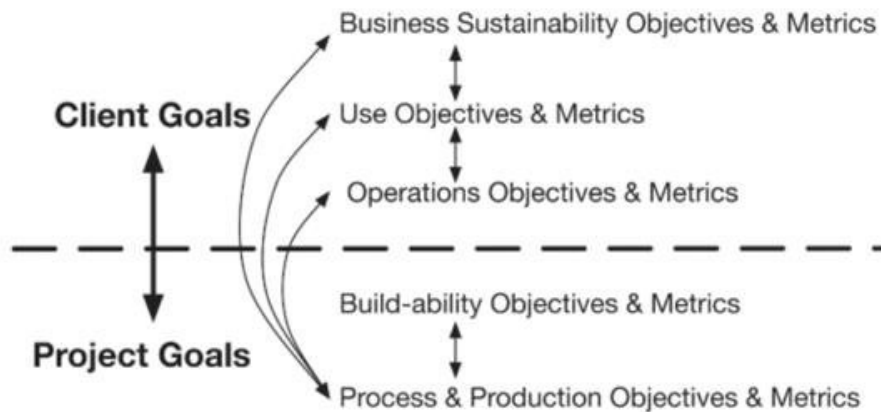 Business Sustainability Objectives & Metrics
Client Goals
Use Objectives & Metrics
Operations Objectives & Metrics
Build-ability Objectives & Metrics
Project Goals
Process & Production Objectives & Metrics